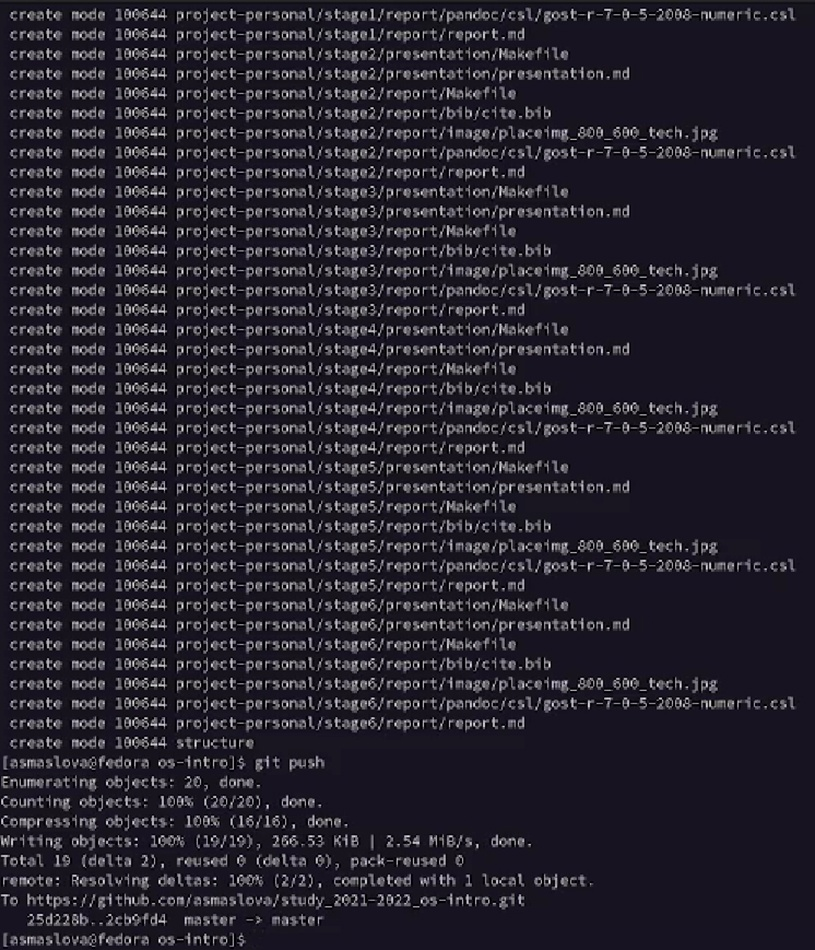 create mode 100644 project-personal/stage1/report/pandoc/csl/gost-r-7-0-5-2008-numeric.csl
create mode 100644 project-personal/stage1/report/report.md
create mode 100644 project-personal/stage2/presentation/Makefile
create mode 100644 project-personal/stage2/presentation/presentation.md
create mode 100644 project-personal/stage2/report/Makefile
create mode 100644 project-personal/stage2/report/bib/cite.bib
create mode 100644 project-personal/stage2/report/image/placeimg_800_600_tech.jpg
create mode 100644 project-personal/stage2/report/pandoc/csl/gost-r-7-0-5-2008-numeric.csl
create mode 100644 project-personal/stage2/report/report.md
create mode 100644 project-personal/stage3/presentation/Makefile
create mode 100644 project-personal/stage3/presentation/presentation.md
create mode 100644 project-personal/stage3/report/Makefile
create mode 100644 project-personal/stage3/report/bib/cite.bib
create mode 100644 project-personal/stage3/report/image/placeimg_800_600_tech.jpg
create mode 100644 project-personal/stage3/report/pandoc/csl/gost-r-7-0-5-2008-numeric.csl
create mode 100644 project-personal/stage3/report/report.md
create mode 100644 project-personal/stage4/presentation/Makefile
create mode 100644 project-personal/stage4/presentation/presentation.md
create mode 100644 project-personal/stage4/report/Makefile
create mode 100644 project-personal/stage4/report/bib/cite.bib
create mode 100644 project-personal/stage4/report/image/placeimg_800_600_tech.jpg
create mode 100644 project-personal/stage4/report/pandoc/csl/gost-r-7-0-5-2008-numeric.csl
create mode 100644 project-personal/stage4/report/report.md
create mode 100644 project-personal/stage5/presentation/Makefile
create mode 100644 project-personal/stage5/presentation/presentation.md
create mode 100644 project-personal/stage5/report/Makefile
create mode 100644 project-personal/stage5/report/bib/cite.bib
create mode 100644 project-personal/stage5/report/image/placeimg_800_600_tech.jpg
create mode 100644 project-personal/stage5/report/pandoc/csl/gost-r-7-0-5-2008-numeric.csl
create mode 100644 project-personal/stage5/report/report.md
create mode 100644 project-personal/stage6/presentation/Makefile
create mode 100644 project-personal/stage6/presentation/presentation.md
create mode 100644 project-personal/stage6/report/Makefile
create mode 100644 project-personal/stage6/report/bib/cite.bib
create mode 100644 project-personal/stage6/report/image/placeimg_800_600_tech.jpg
create mode 100644 project-personal/stage6/report/pandoc/csl/gost-r-7-0-5-2008-numeric.csl
create mode 100644 project-personal/stage6/report/report.md
create mode 100644 structure
[asmaslova@fedora os-intro]$ git push
Enumerating objects: 20, done.
Counting objects: 100% (20/20), done.
Compressing objects: 100% (16/16), done.
Writing objects: 100% (19/19), 266.53 KiB | 2.54 MiB/s, done.
Total 19 (delta 2), reused 0 (delta 0), pack-reused 0
remote: Resolving deltas: 100% (2/2), completed with 1 local object.
To https://github.com/asmaslova/study_2021-2022_os-intro.git
25d228b..2cb9fd4  master -> master
[asmaslova@fedora os-intro]$